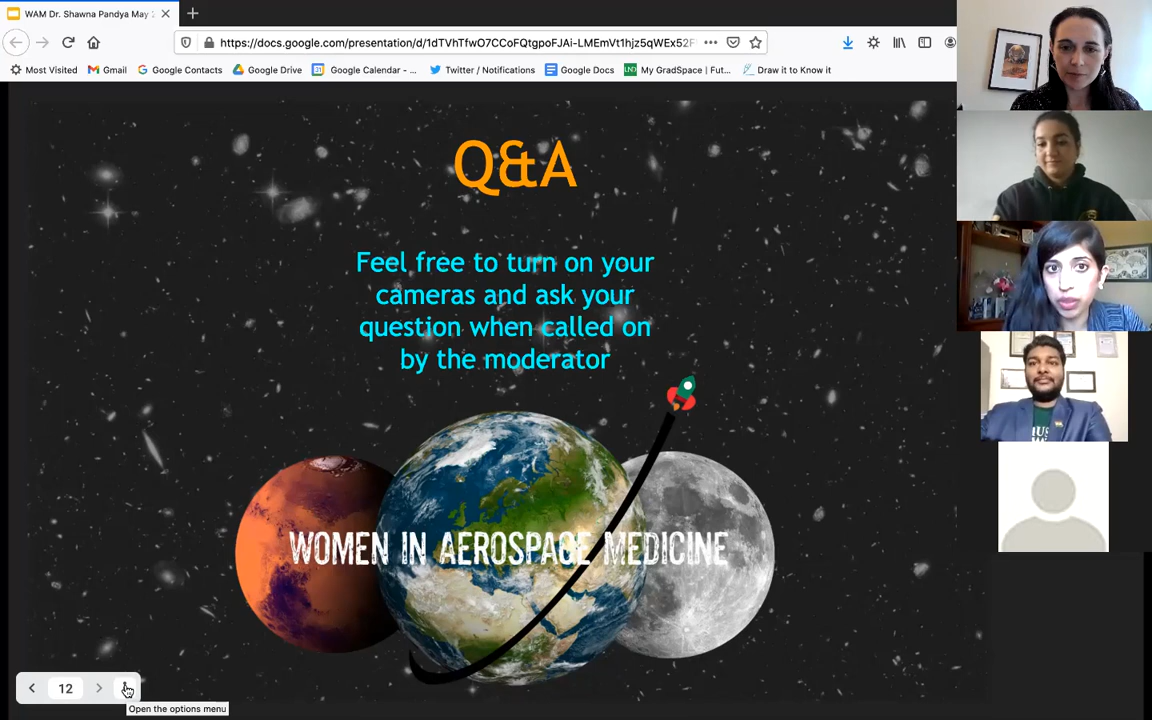 WAM Dr. Shawna Pandya May
https://docs.google.com/presentation/d/1dTVhTfwO7CCoFQtgpoFJAi-LMEmVt1hjz5qWEx52F
Most Visited
Gmail
Google Contacts
Google Drive
Google Calendar - ...
Twitter / Notifications
Google Docs
My GradSpace | Fut...
Draw it to Know it
Q&A
Feel free to turn on your
cameras and ask your
question when called on
by the moderator
WOMEN IN AEROSPACE MEDICINE
12
Open the options menu